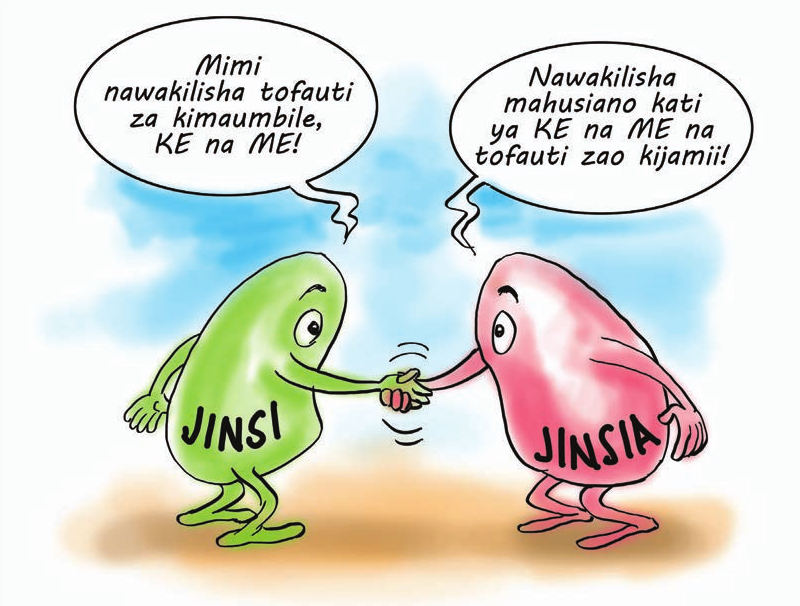 Mimi
nawakilisha tofauti
za kimaumbile,
KE na ME!
Nawakilisha
mahusiano kati
ya KE na ME na
tofauti zao kijamii!
JINSI
JINSIA